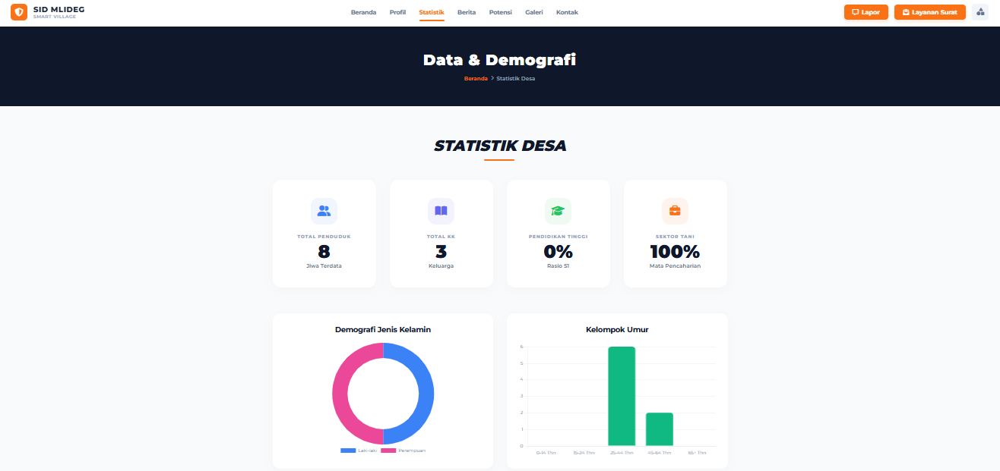 SID MLIDEG
SMART VILLAGE
Beranda Profil Statistik Berita Potensi Galeri Kontak
Lapor Layanan Surat
Data & Demografi
Beranda > Statistik Desa
STATISTIK DESA
TOTAL PENDUDUK
8
Jiwa Terdata
TOTAL KK
3
Keluarga
PENDIDIKAN TINGGI
0%
Rasio S1
SEKTOR TANI
100%
Mata Pencaharian
Demografi Jenis Kelamin
Laki-laki Perempuan
Kelompok Umur
6
5
4
3
2
1
0
0-14 Thn 15-24 Thn 25-44 Thn 45-64 Thn 65+ Thn